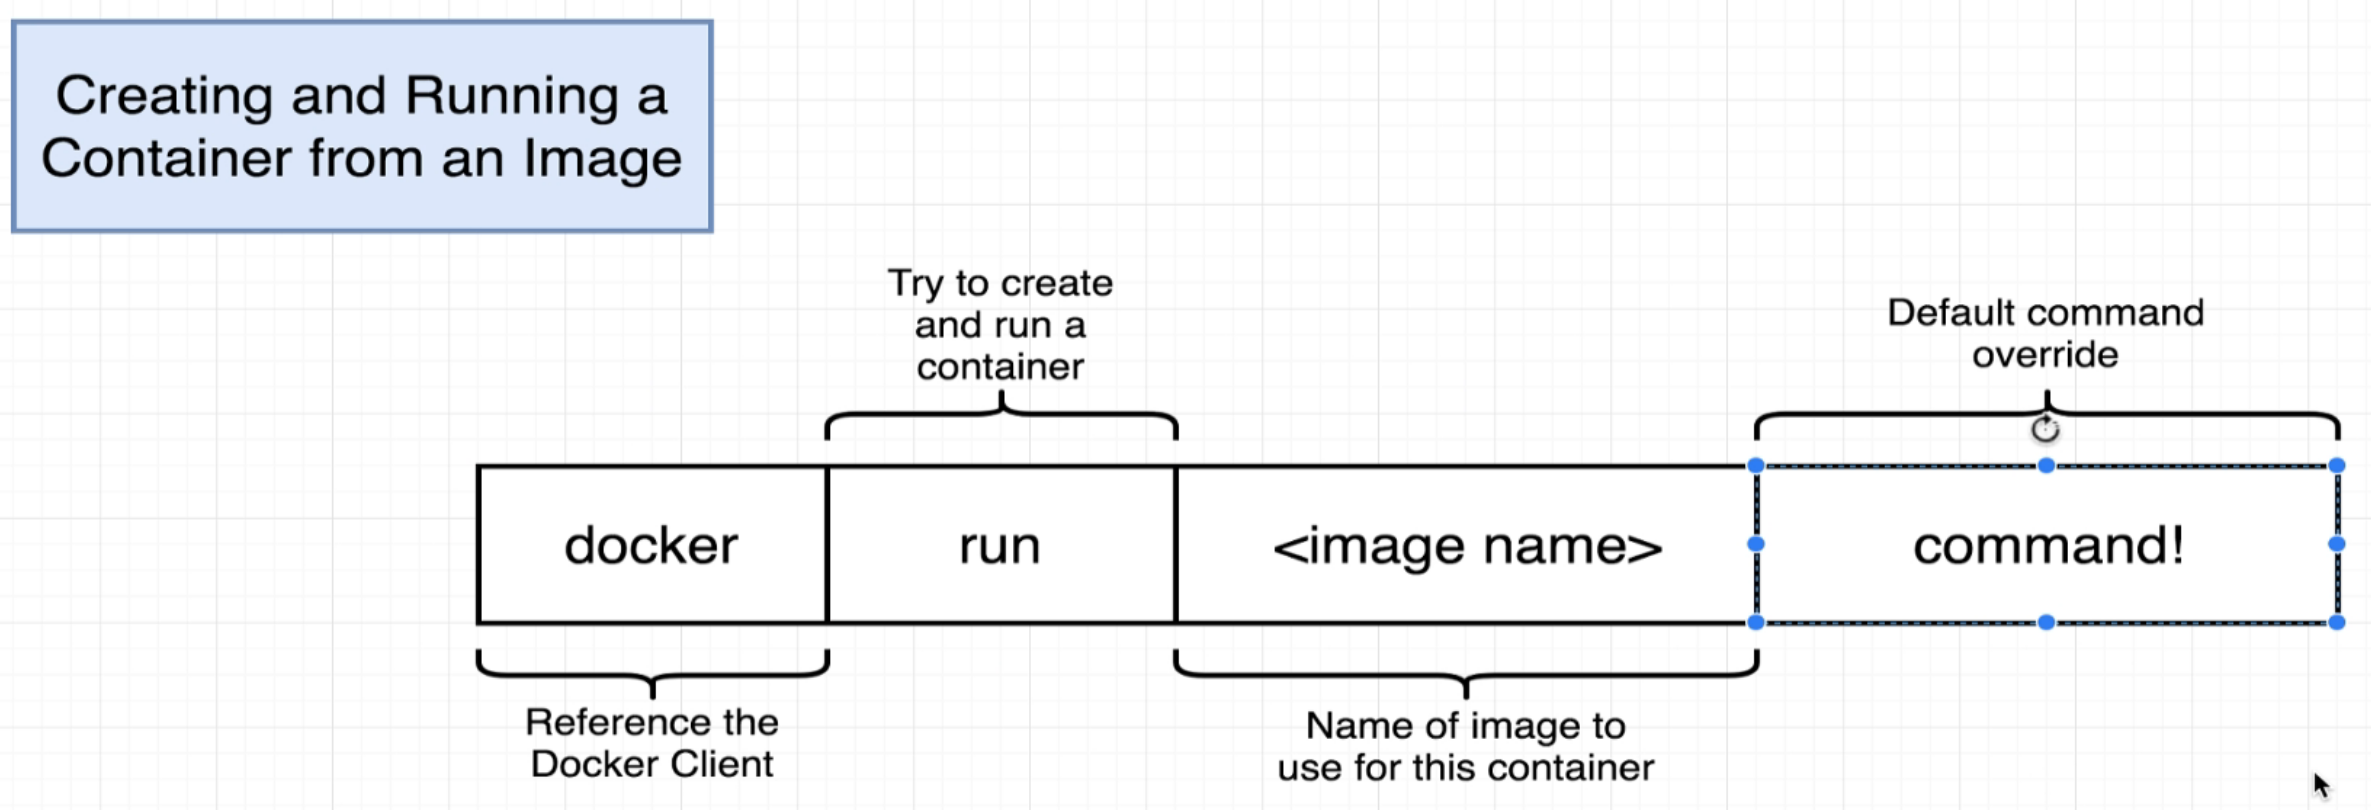 Creating and Running a
Container from an Image
Try to create
and run a
container
Default command
override
docker
run
<image name>
command!
Reference the
Docker Client
Name of image to
use for this container